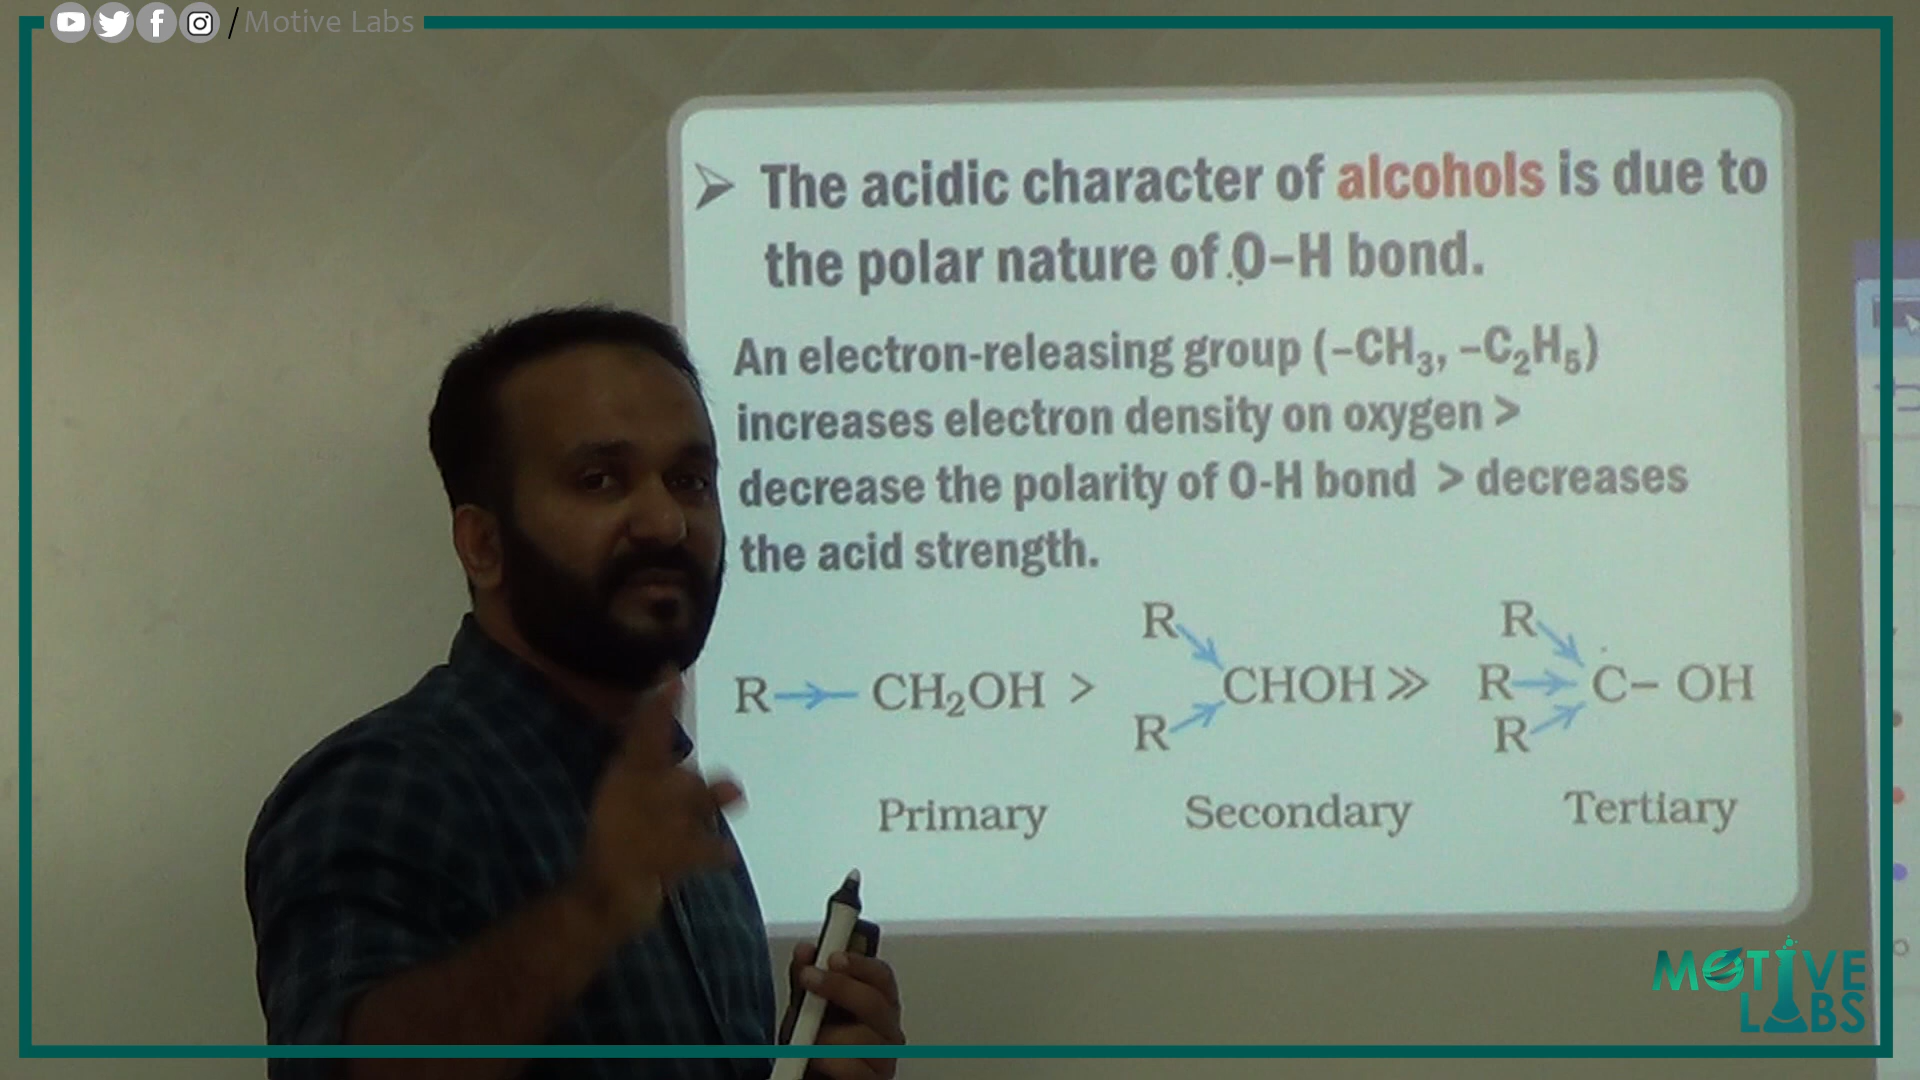 / Motive Labs
➢ The acidic character of alcohols is due to
the polar nature of O–H bond.
An electron-releasing group (–CH₃, –C₂H₅)
increases electron density on oxygen >
decrease the polarity of O-H bond > decreases
the acid strength.
R R
R CH₂OH > CHOH >> R C– OH
R R
Primary Secondary Tertiary
MOTIVE
LABS